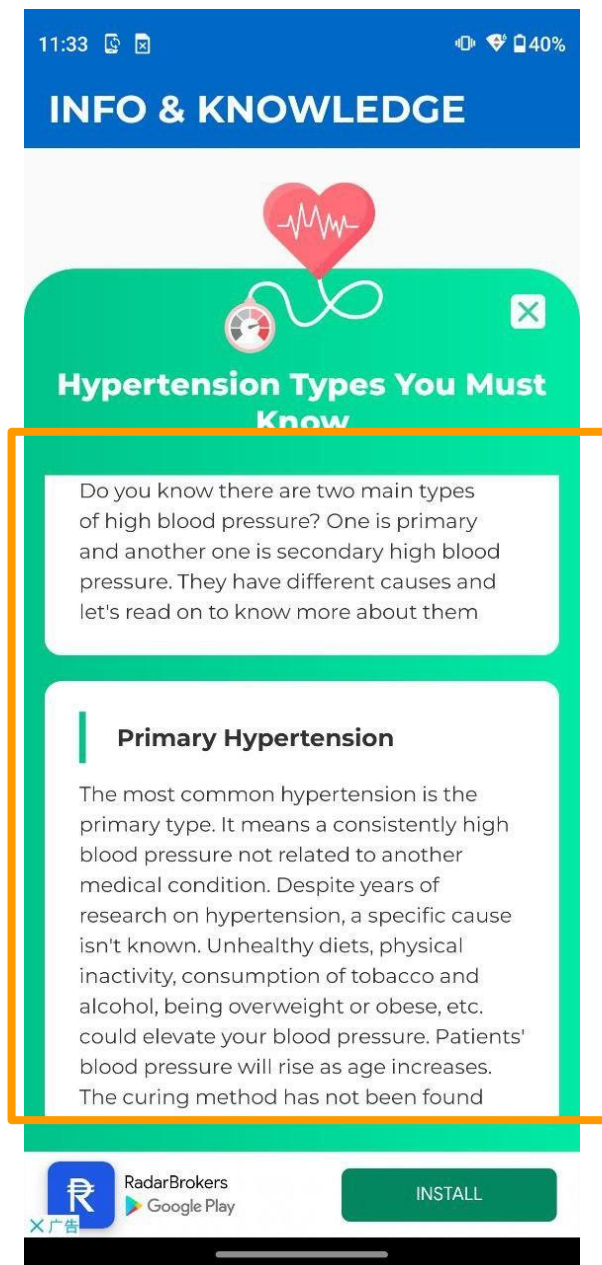 11:33
40%
INFO & KNOWLEDGE
Hypertension Types You Must
Know
Do you know there are two main types
of high blood pressure? One is primary
and another one is secondary high blood
pressure. They have different causes and
let's read on to know more about them
Primary Hypertension
The most common hypertension is the
primary type. It means a consistently high
blood pressure not related to another
medical condition. Despite years of
research on hypertension, a specific cause
isn't known. Unhealthy diets, physical
inactivity, consumption of tobacco and
alcohol, being overweight or obese, etc.
could elevate your blood pressure. Patients'
blood pressure will rise as age increases.
The curing method has not been found
RadarBrokers
Google Play
INSTALL
广告